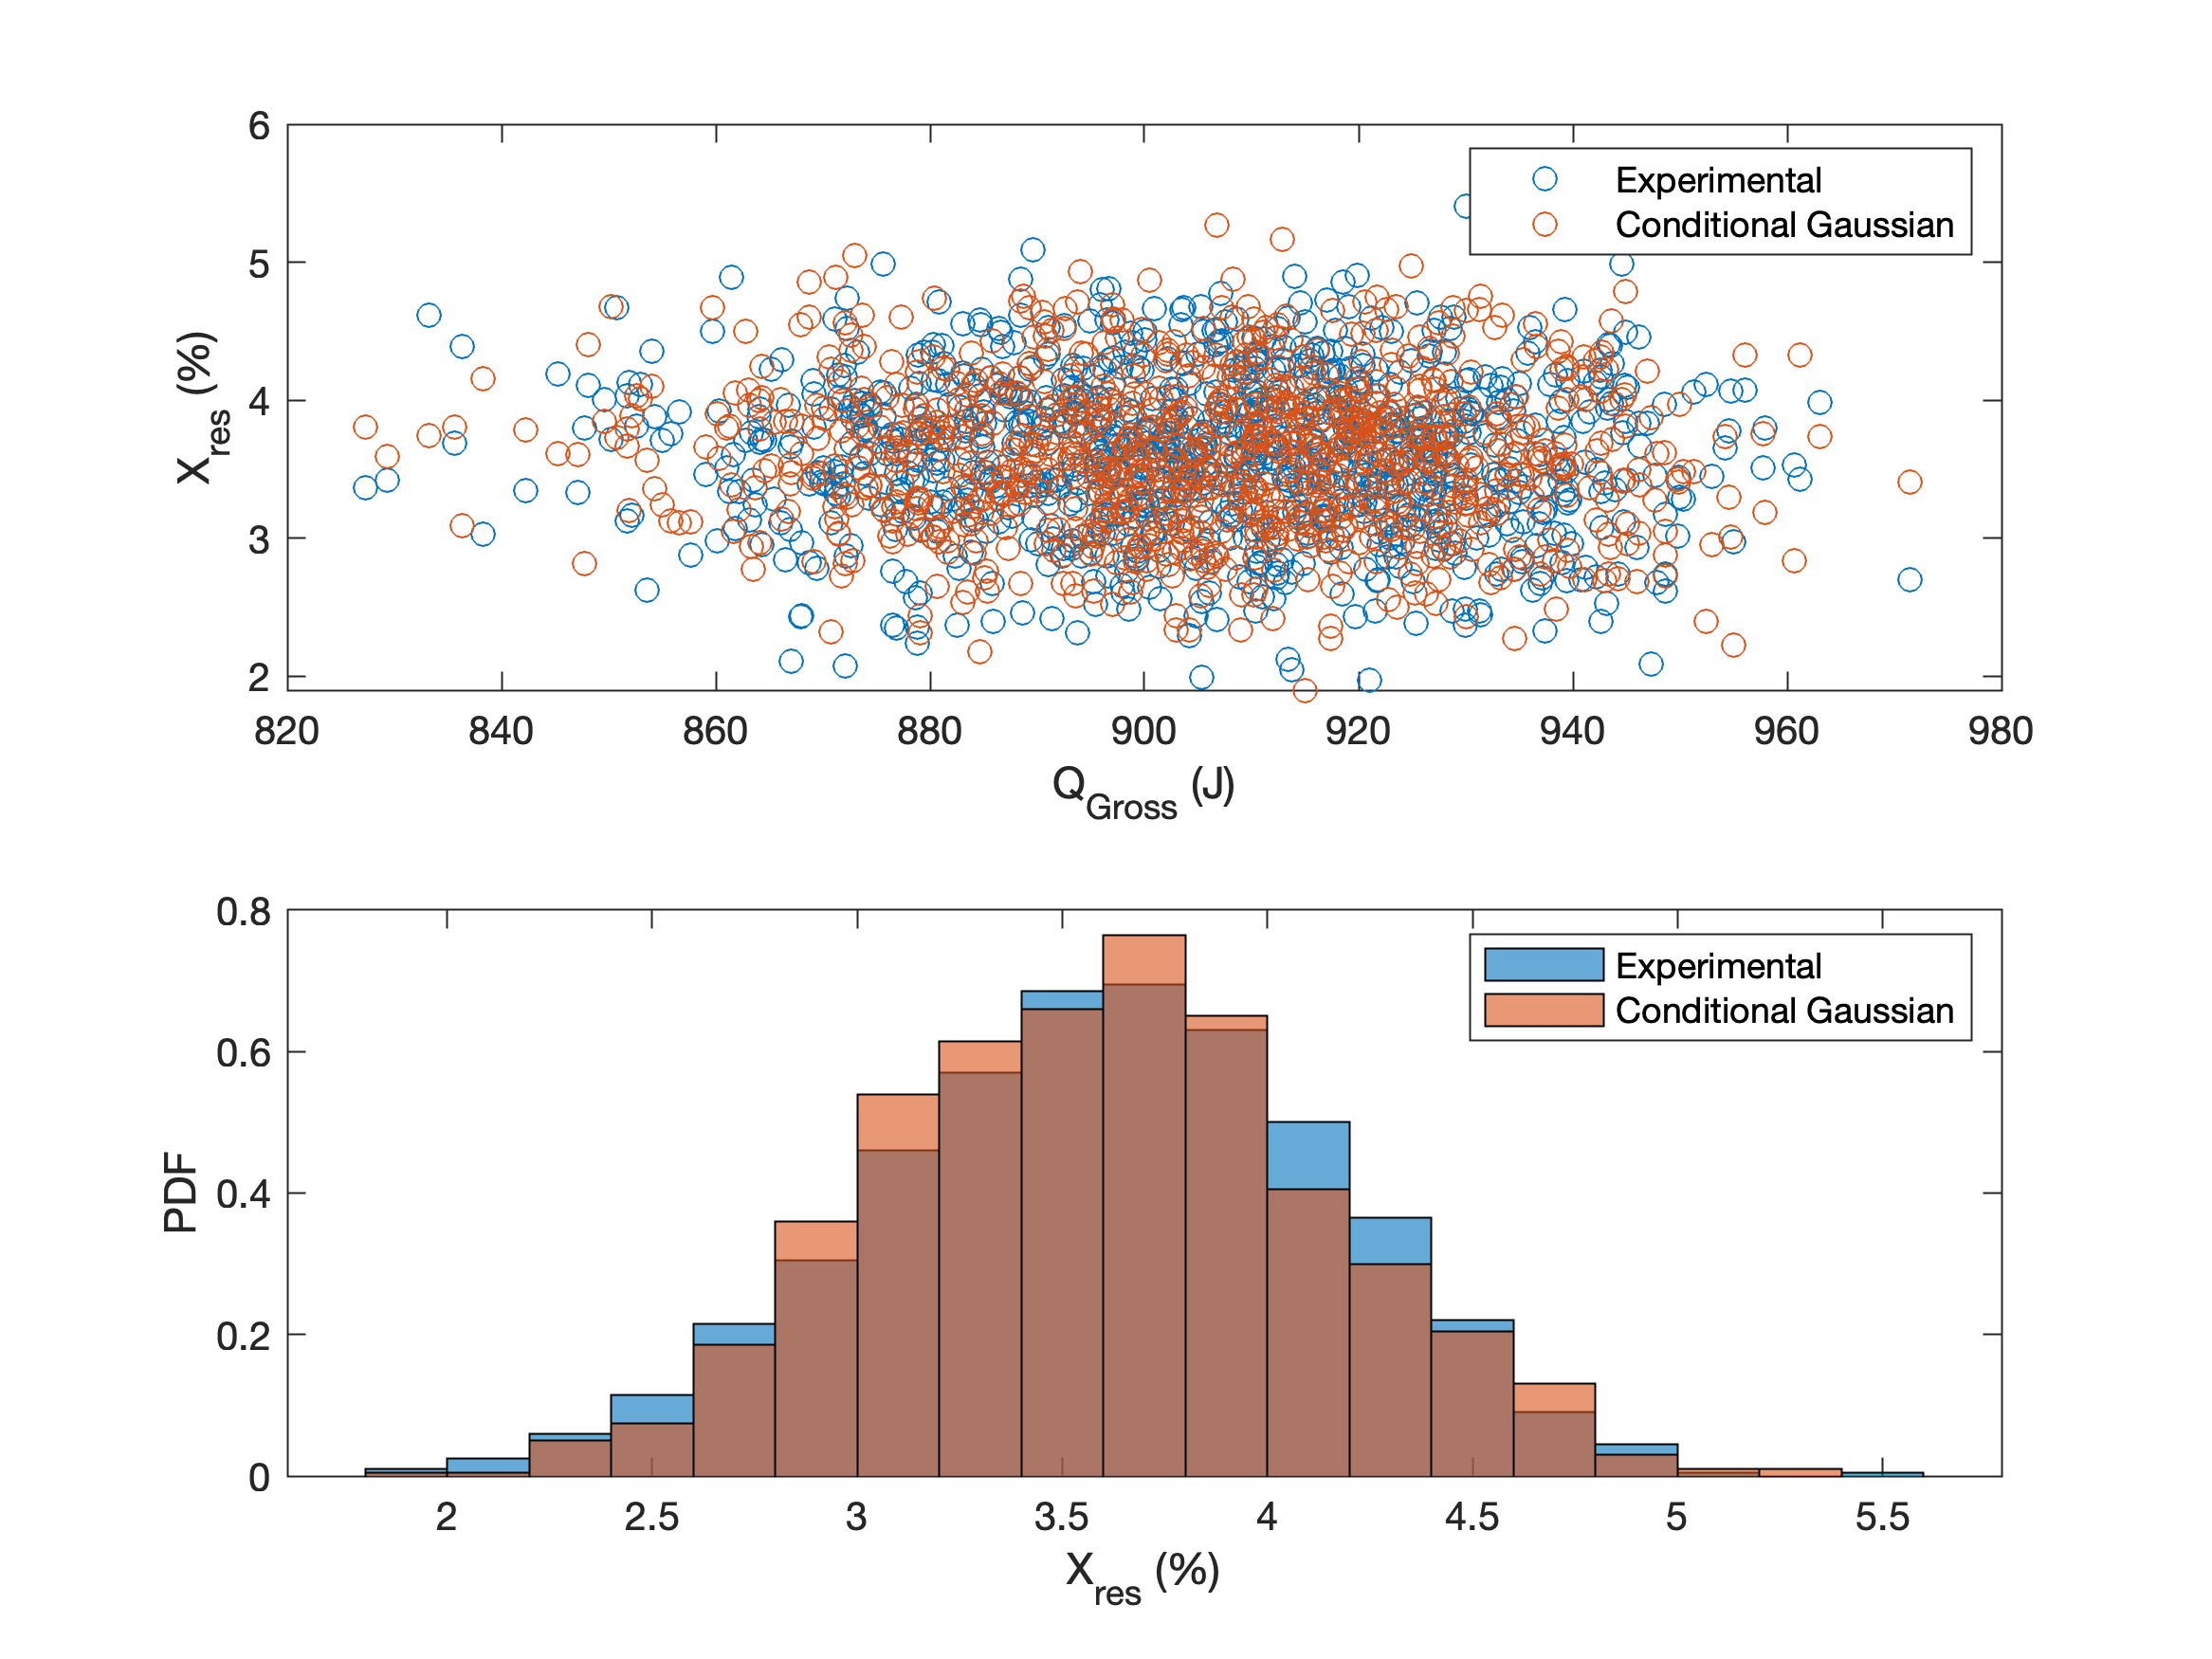 6
5
4
3
2
X_res (%)
Experimental
Conditional Gaussian
820 840 860 880 900 920 940 960 980
Q_Gross (J)
0.8
0.6
0.4
0.2
0
PDF
Experimental
Conditional Gaussian
2 2.5 3 3.5 4 4.5 5 5.5
X_res (%)